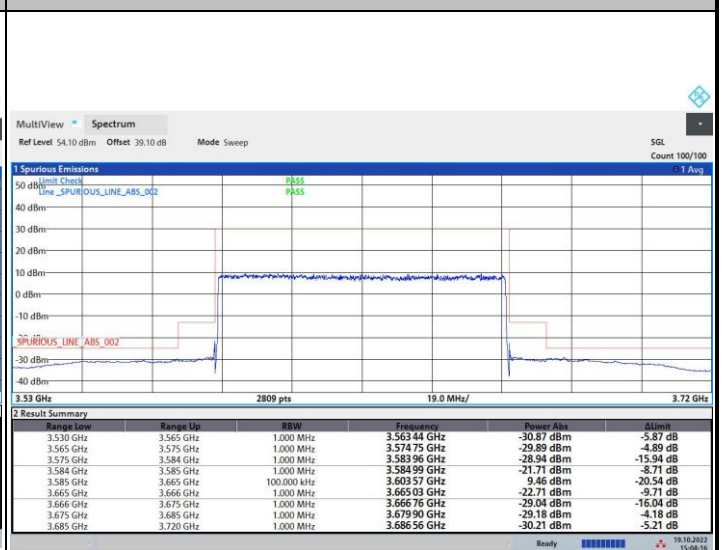 MultiView Spectrum
Ref Level 54.10 dBm Offset 39.10 dB Mode Sweep SGL
Count 100/100
1 Spurious Emissions 1 Avg
Limit Check PASS
50 dBm
Line _SPURIOUS_LINE_ABS_002 PASS
40 dBm
30 dBm
20 dBm
10 dBm
0 dBm
-10 dBm
-20 dBm
_SPURIOUS_LINE_ABS_002
-30 dBm
-40 dBm
3.53 GHz 2809 pts 19.0 MHz/ 3.72 GHz
2 Result Summary
Range Low Range Up RBW Frequency Power Abs ΔLimit
3.530 GHz 3.565 GHz 1.000 MHz 3.563 44 GHz -30.87 dBm -5.87 dB
3.565 GHz 3.575 GHz 1.000 MHz 3.574 75 GHz -29.89 dBm -4.89 dB
3.575 GHz 3.584 GHz 1.000 MHz 3.583 96 GHz -28.94 dBm -15.94 dB
3.584 GHz 3.585 GHz 1.000 MHz 3.584 99 GHz -21.71 dBm -8.71 dB
3.585 GHz 3.665 GHz 100.000 kHz 3.603 57 GHz 9.46 dBm -20.54 dB
3.665 GHz 3.666 GHz 1.000 MHz 3.665 03 GHz -22.71 dBm -9.71 dB
3.666 GHz 3.675 GHz 1.000 MHz 3.666 76 GHz -29.04 dBm -16.04 dB
3.675 GHz 3.685 GHz 1.000 MHz 3.679 90 GHz -29.18 dBm -4.18 dB
3.685 GHz 3.720 GHz 1.000 MHz 3.686 56 GHz -30.21 dBm -5.21 dB
Ready 19.10.2022
15:04:16